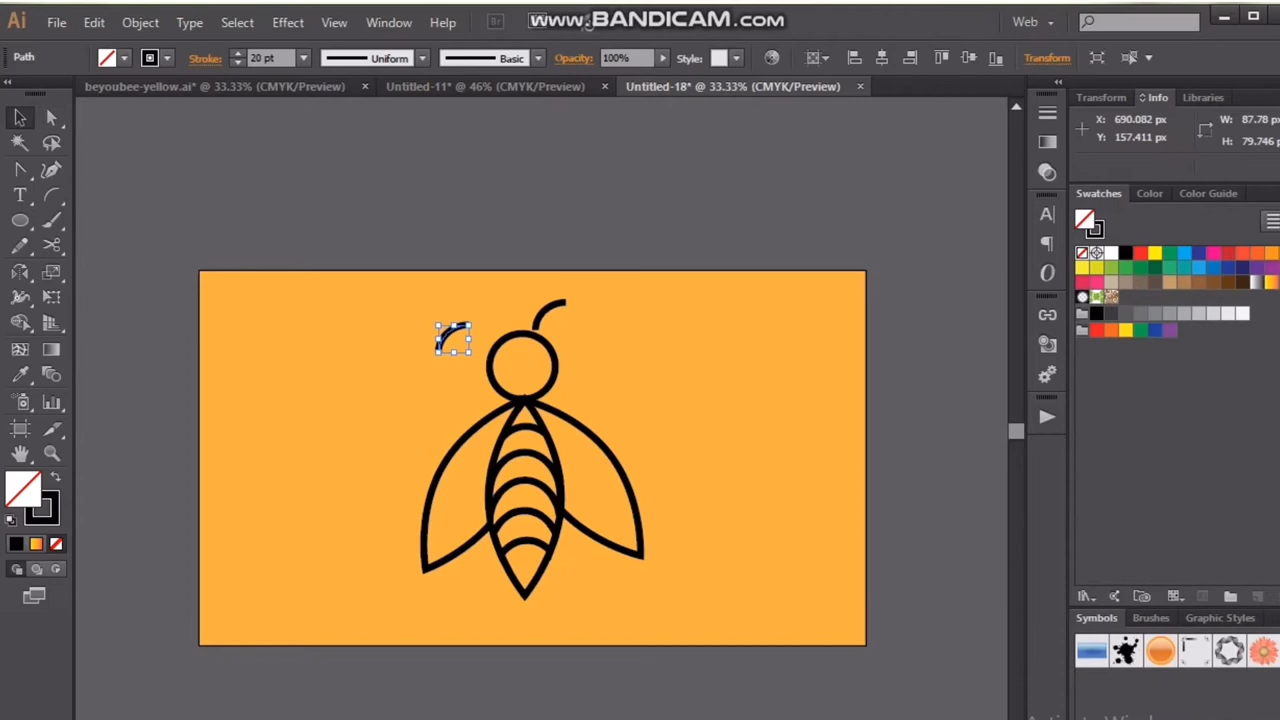 www.BANDICAM.com
Ai File Edit Object Type Select Effect View Window Help Br Web
Path Stroke: 20 pt Uniform Basic Opacity: 100% Style: Transform
beyoubee-yellow.ai* @ 33.33% (CMYK/Preview) × Untitled-11* @ 46% (CMYK/Preview) × Untitled-18* @ 33.33% (CMYK/Preview) ×
Transform Info Libraries
X: 690.082 px W: 87.78 px
Y: 157.411 px H: 79.746 px
Swatches Color Color Guide
Symbols Brushes Graphic Styles